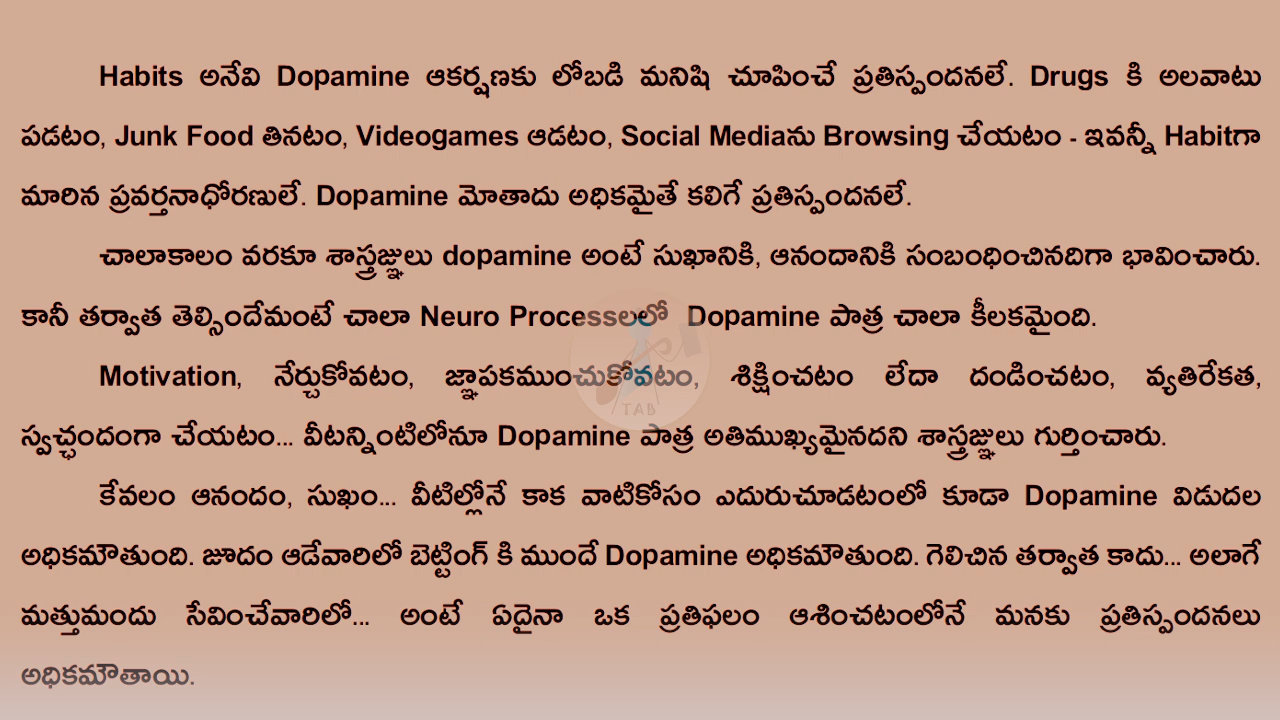 Habits అనేవి Dopamine ఆకర్షణకు లోబడి మనిషి చూపించే ప్రతిస్పందనలే. Drugs కి అలవాటు
పడటం, Junk Food తినటం, Videogames ఆడటం, Social Mediaను Browsing చేయటం - ఇవన్నీ Habitగా
మారిన ప్రవర్తనాధోరణులే. Dopamine మోతాదు అధికమైతే కలిగే ప్రతిస్పందనలే.
చాలాకాలం వరకూ శాస్త్రజ్ఞులు dopamine అంటే సుఖానికి, ఆనందానికి సంబంధించినదిగా భావించారు.
కానీ తర్వాత తెల్సిందేమంటే చాలా Neuro Processలలో Dopamine పాత్ర చాలా కీలకమైంది.
Motivation, నేర్చుకోవటం, జ్ఞాపకముంచుకోవటం, శిక్షించటం లేదా దండించటం, వ్యతిరేకత,
స్వచ్ఛందంగా చేయటం... వీటన్నింటిలోనూ Dopamine పాత్ర అతిముఖ్యమైనదని శాస్త్రజ్ఞులు గుర్తించారు.
TAB
కేవలం ఆనందం, సుఖం... వీటిల్లోనే కాక వాటికోసం ఎదురుచూడటంలో కూడా Dopamine విడుదల
అధికమౌతుంది. జూదం ఆడేవారిలో బెట్టింగ్ కి ముందే Dopamine అధికమౌతుంది. గెలిచిన తర్వాత కాదు... అలాగే
మత్తుమందు సేవించేవారిలో... అంటే ఏదైనా ఒక ప్రతిఫలం ఆశించటంలోనే మనకు ప్రతిస్పందనలు
అధికమౌతాయి.